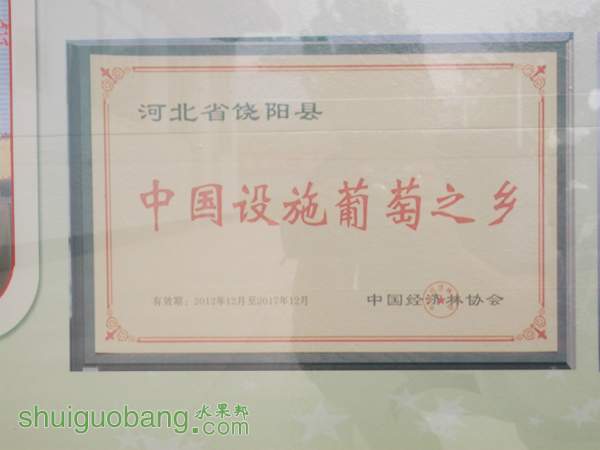 河北省饶阳县
中国设施葡萄之乡
有效期：2012年12月至2017年12月
中国经济林协会
shuiguobang.com
水果邦